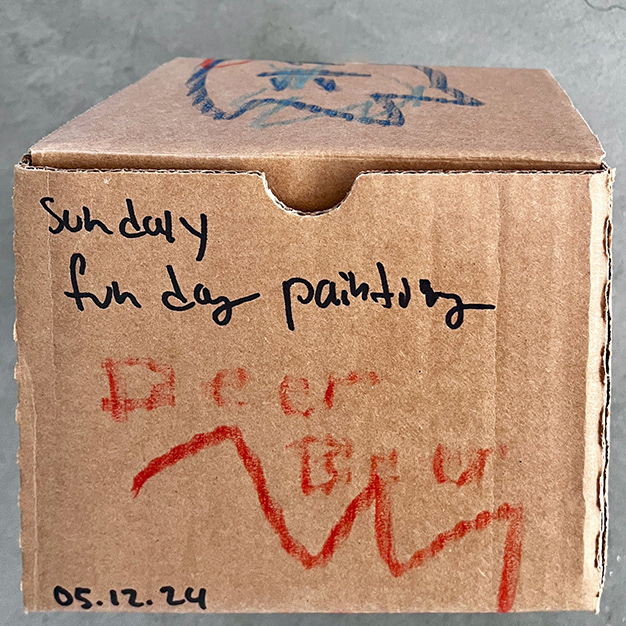 Sunday
fun day painting
Beer
Beer
05.12.24